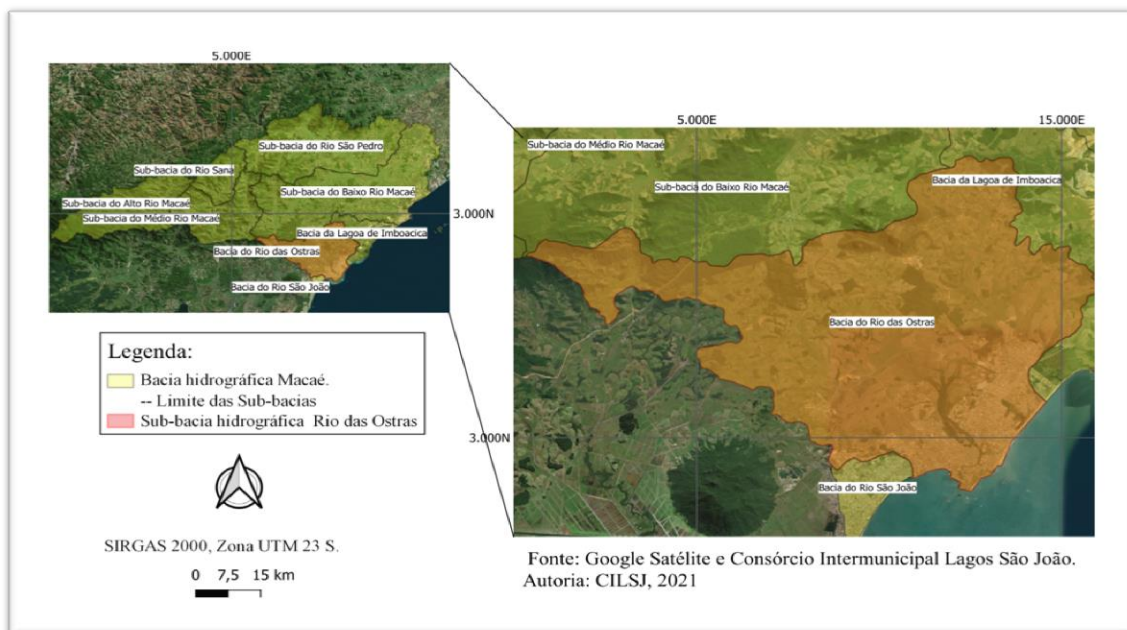 5.000E
Sub-bacia do Rio São Pedro
Sub-bacia do Rio Sana
Sub-bacia do Baixo Rio Macaé
Sub-bacia do Alto Rio Macaé
3.000N
Sub-bacia do Médio Rio Macaé
Bacia da Lagoa de Imboacica
Bacia do Rio das Ostras
Bacia do Rio São João
Legenda:
Bacia hidrográfica Macaé.
-- Limite das Sub-bacias
Sub-bacia hidrográfica Rio das Ostras
SIRGAS 2000, Zona UTM 23 S.
0 7,5 15 km
5.000E 15.000E
Sub-bacia do Médio Rio Macaé
Bacia da Lagoa de Imboacica
Sub-bacia do Baixo Rio Macaé
Bacia do Rio das Ostras
3.000N
Bacia do Rio São João
Fonte: Google Satélite e Consórcio Intermunicipal Lagos São João.
Autoria: CILSJ, 2021